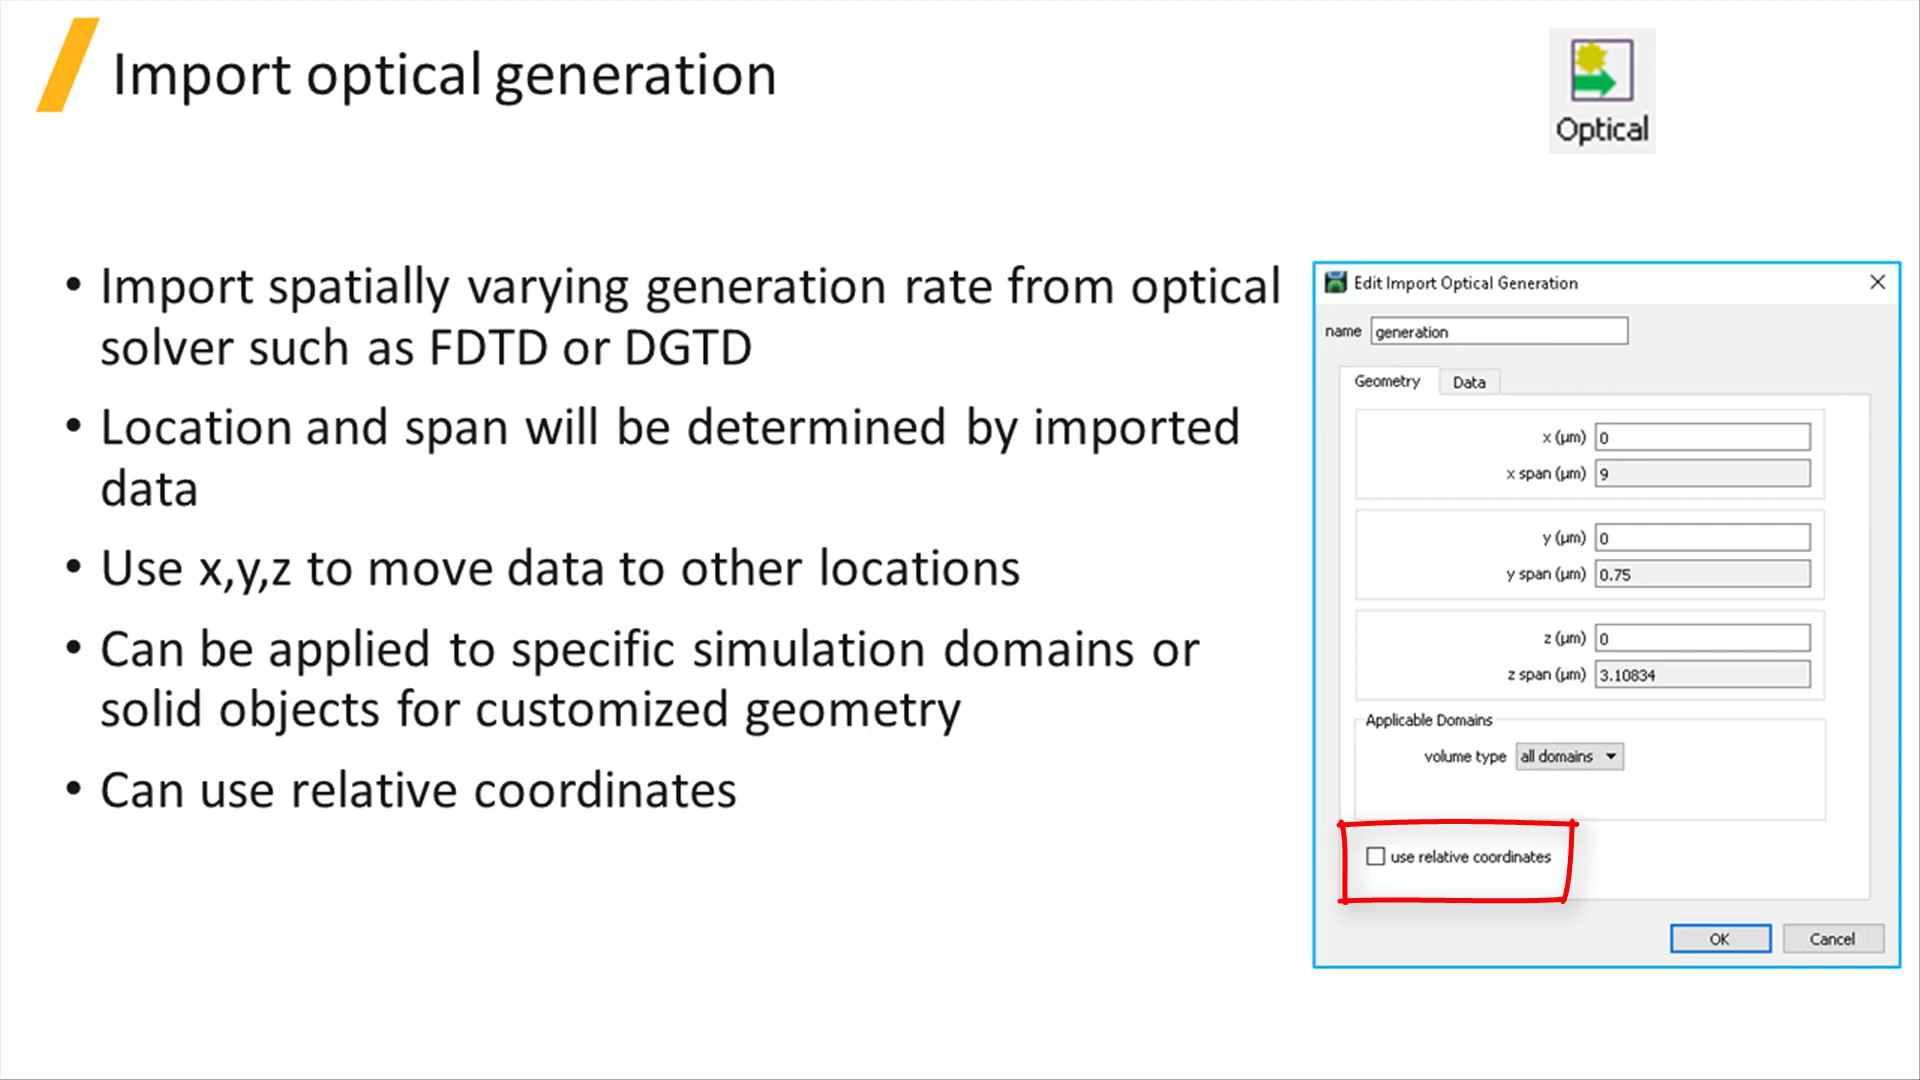 Import optical generation
Optical
• Import spatially varying generation rate from optical
solver such as FDTD or DGTD
• Location and span will be determined by imported
data
• Use x,y,z to move data to other locations
• Can be applied to specific simulation domains or
solid objects for customized geometry
• Can use relative coordinates
Edit Import Optical Generation
name generation
Geometry Data
x (µm) 0
x span (µm) 9
y (µm) 0
y span (µm) 0.75
z (µm) 0
z span (µm) 3.10834
Applicable Domains
volume type all domains
use relative coordinates
OK Cancel